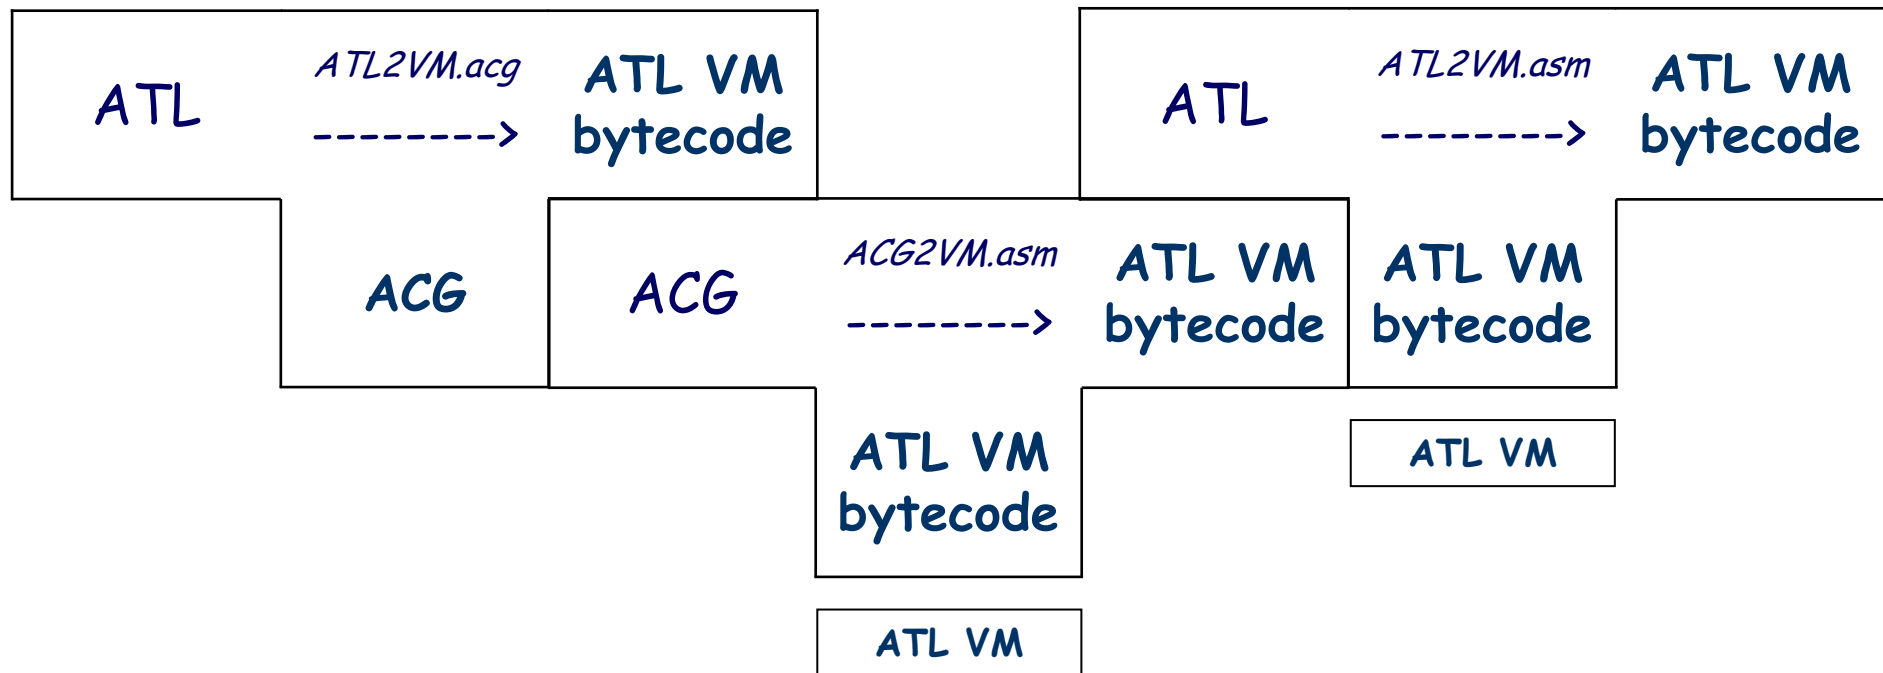 ATL
ATL2VM.acg
ATL VM
bytecode
ATL
ATL2VM.asm
ATL VM
bytecode
ACG
ACG
ACG2VM.asm
ATL VM
bytecode
ATL VM
bytecode
ATL VM
bytecode
ATL VM
ATL VM